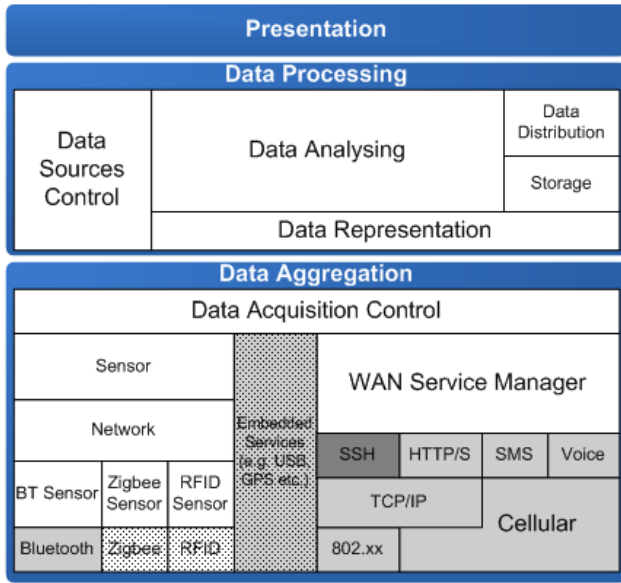 Presentation
Data Processing
Data
Sources
Control
Data Analysing
Data
Distribution
Storage
Data Representation
Data Aggregation
Data Acquisition Control
Sensor
Network
BT Sensor
Zigbee
Sensor
RFID
Sensor
Bluetooth
Zigbee
RFID
Embedded
Services
(e.g. USB,
GPS etc.)
WAN Service Manager
SSH
HTTP/S
SMS
Voice
TCP/IP
Cellular
802.xx